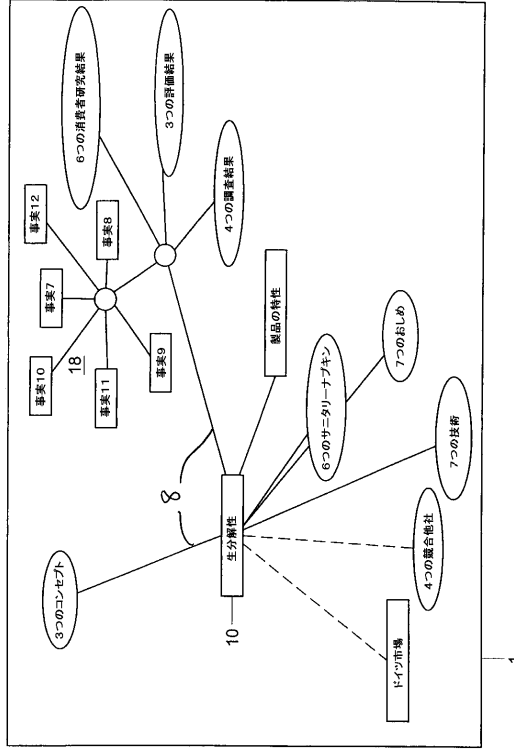 3つのコンセプト
事実10
事実7
事実12
18
事実11
事実8
事実9
6つの消費者研究結果
3つの評価結果
4つの調査結果
8
製品の特性
10
生分解性
6つのサニタリーナプキン
7つのおしめ
7つの技術
4つの競合他社
ドイツ市場
1